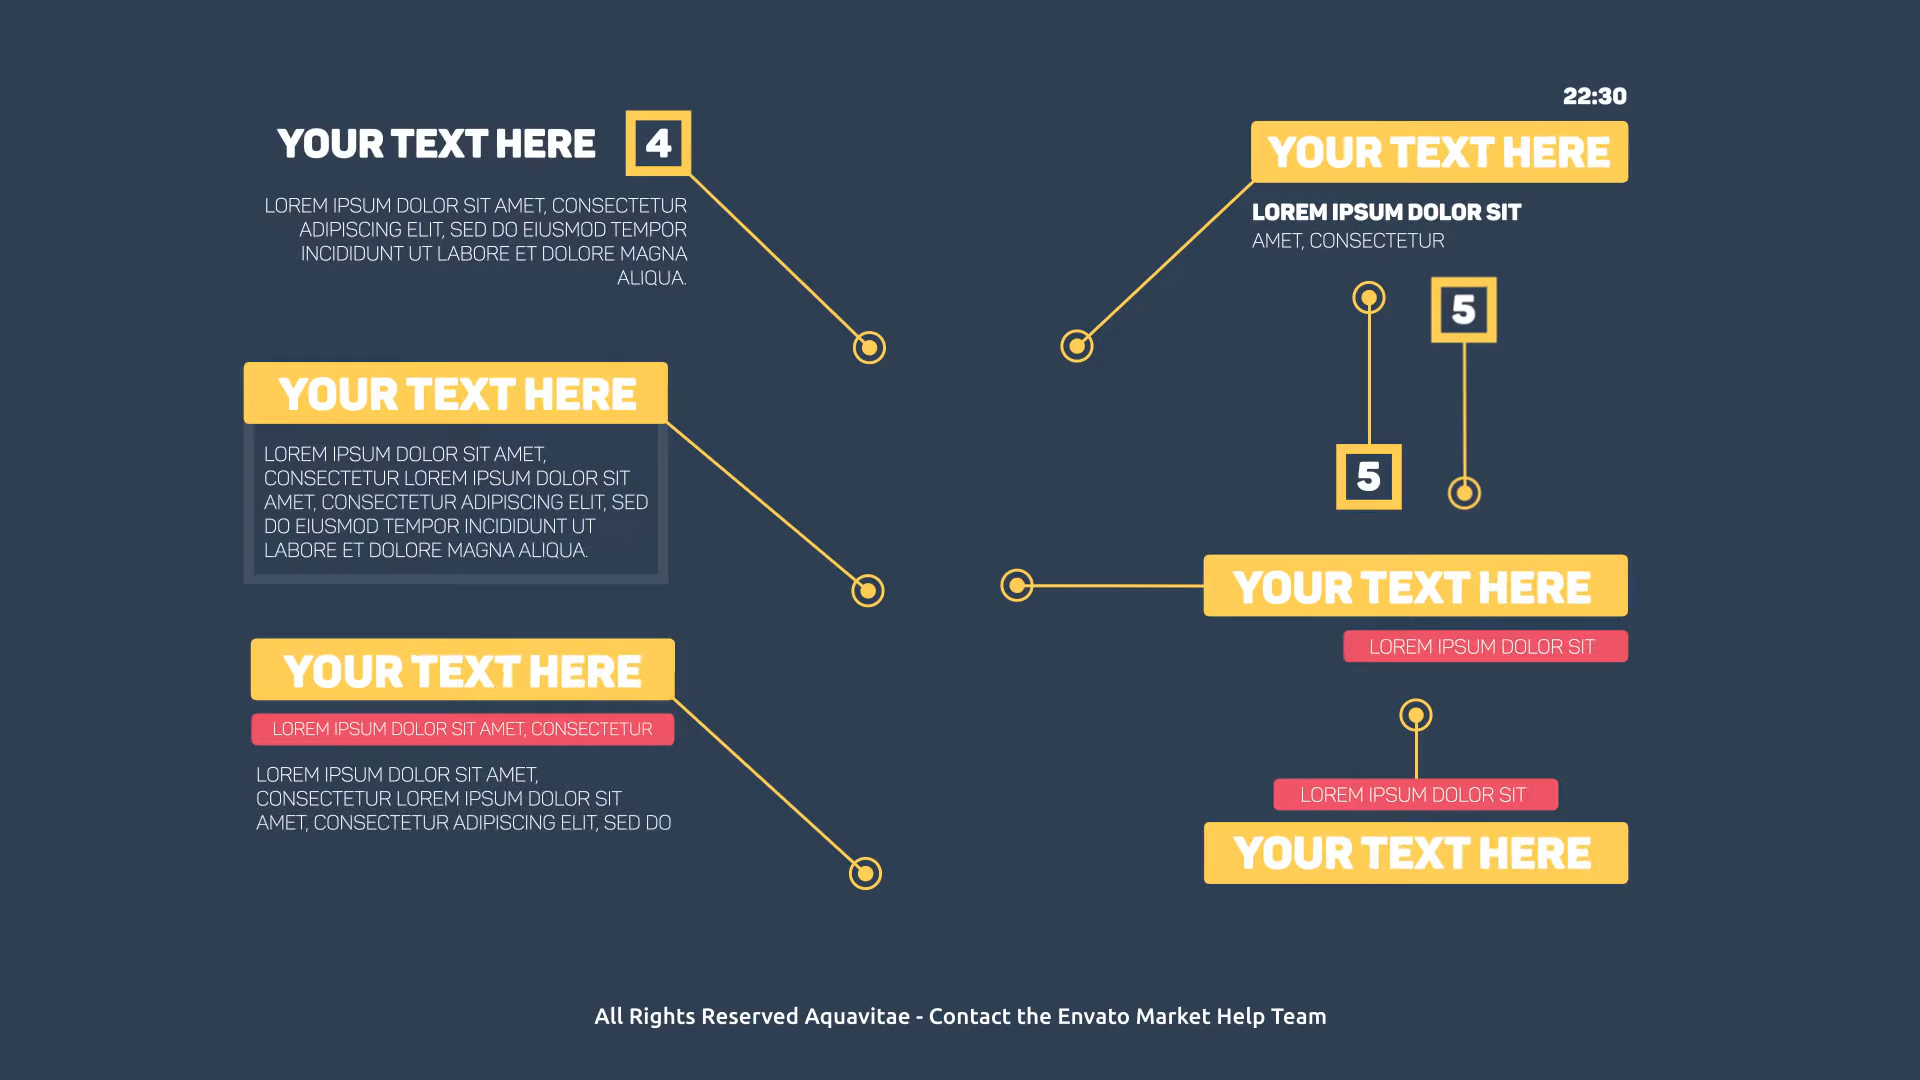 YOUR TEXT HERE
4
LOREM IPSUM DOLOR SIT AMET, CONSECTETUR
ADIPISCING ELIT, SED DO EIUSMOD TEMPOR
INCIDIDUNT UT LABORE ET DOLORE MAGNA
ALIQUA.
YOUR TEXT HERE
LOREM IPSUM DOLOR SIT AMET,
CONSECTETUR LOREM IPSUM DOLOR SIT
AMET, CONSECTETUR ADIPISCING ELIT, SED
DO EIUSMOD TEMPOR INCIDIDUNT UT
LABORE ET DOLORE MAGNA ALIQUA.
YOUR TEXT HERE
LOREM IPSUM DOLOR SIT AMET, CONSECTETUR
LOREM IPSUM DOLOR SIT AMET,
CONSECTETUR LOREM IPSUM DOLOR SIT
AMET, CONSECTETUR ADIPISCING ELIT, SED DO
22:30
YOUR TEXT HERE
LOREM IPSUM DOLOR SIT
AMET, CONSECTETUR
5
5
YOUR TEXT HERE
LOREM IPSUM DOLOR SIT
LOREM IPSUM DOLOR SIT
YOUR TEXT HERE
All Rights Reserved Aquavitae - Contact the Envato Market Help Team